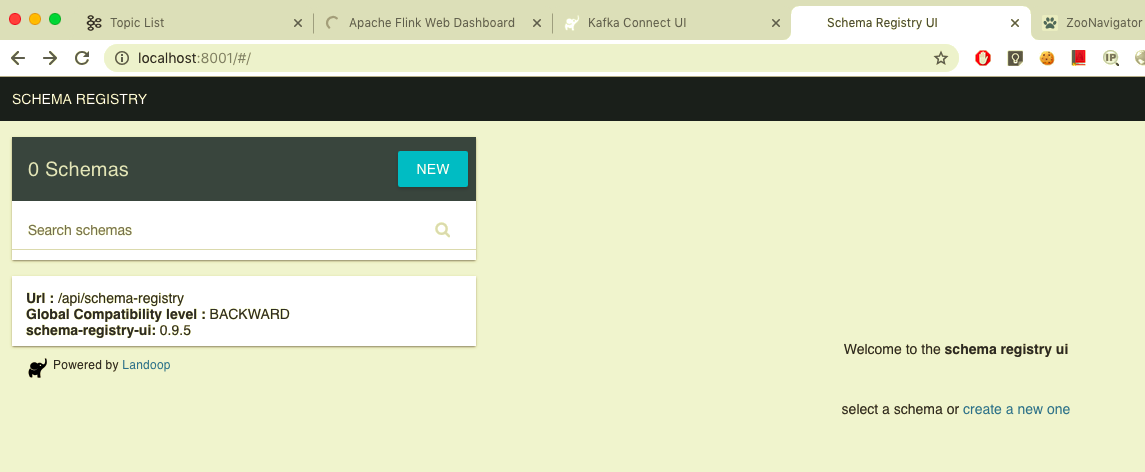 Topic List
Apache Flink Web Dashboard
Kafka Connect UI
Schema Registry UI
ZooNavigator
localhost:8001/#/
IP
SCHEMA REGISTRY
0 Schemas
NEW
Search schemas
Url : /api/schema-registry
Global Compatibility level : BACKWARD
schema-registry-ui: 0.9.5
Powered by Landoop
Welcome to the schema registry ui
select a schema or create a new one